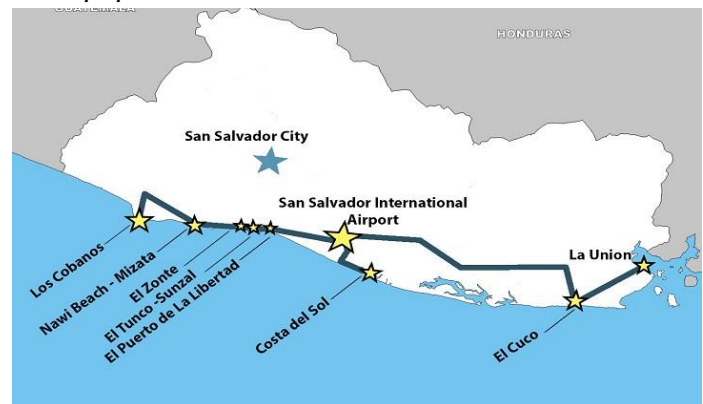 GUATEMALA
HONDURAS
San Salvador City
San Salvador International
Airport
La Union
Los Cobanos
Nawi Beach - Mizata
El Zonte
El Tunco -Sunzal
El Puerto de La Libertad
Costa del Sol
El Cuco